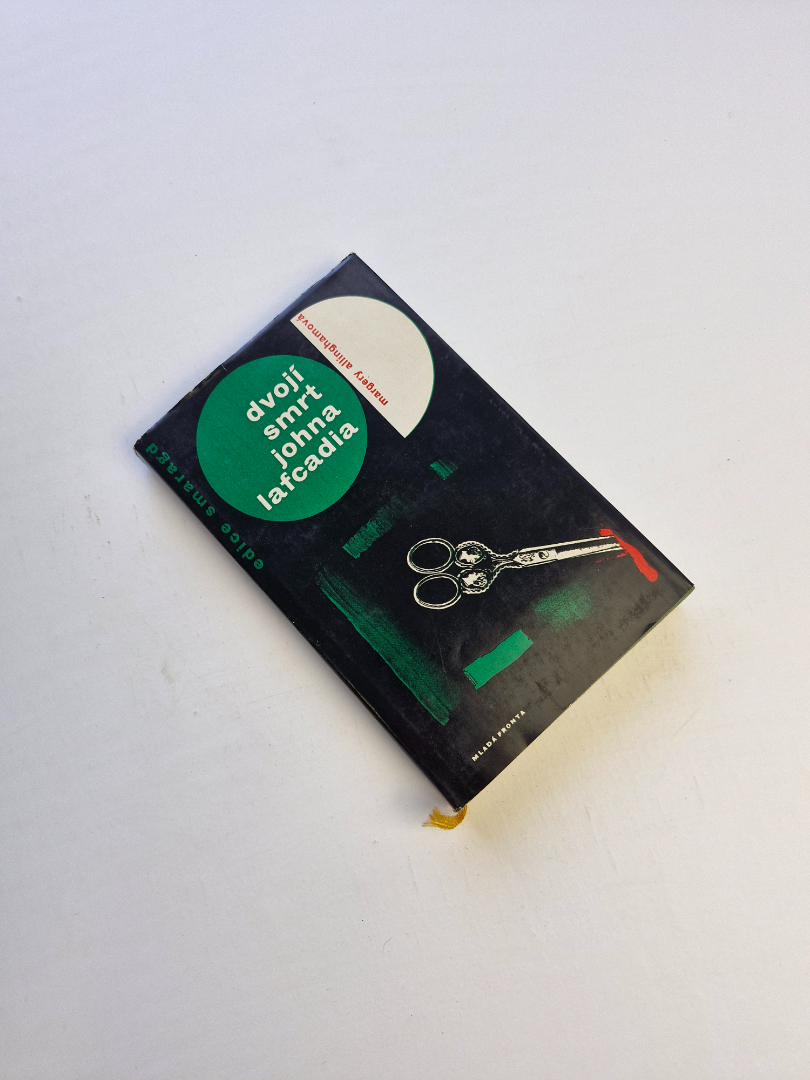 margery allinghamová
dvojí
smrt
johna
lafcadia
edice smaragd
MLADÁ FRONTA